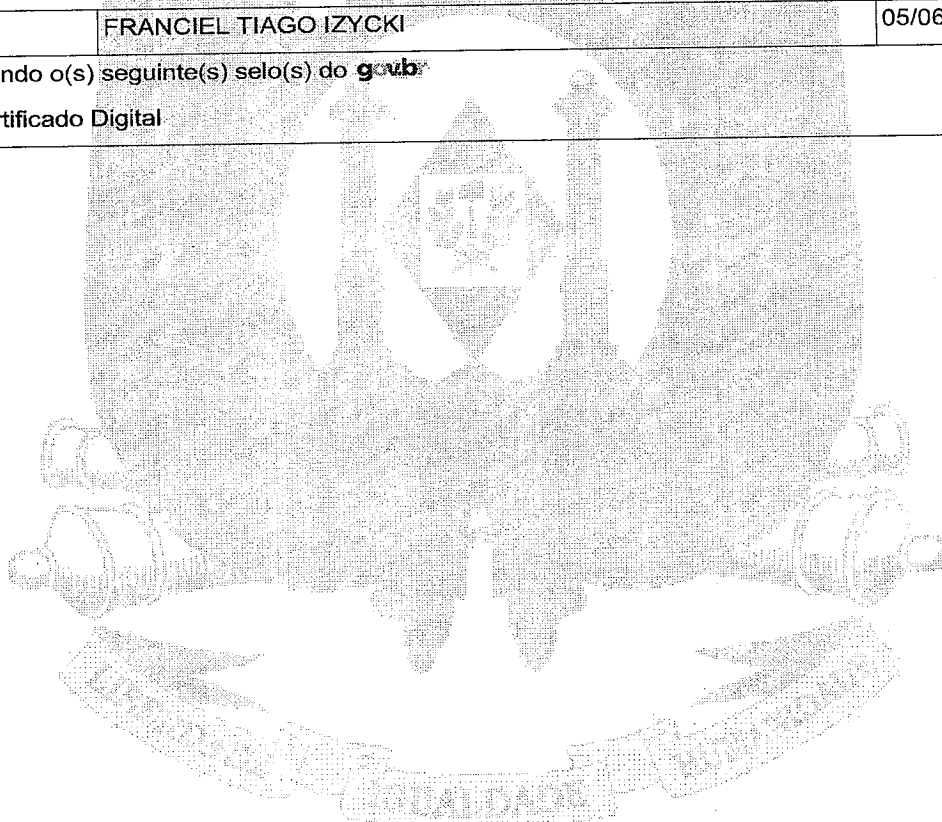 FRANCIEL TIAGO IZYCKI
05/06
ndo o(s) seguinte(s) selo(s) do gov.br
rtificado Digital
IGUALDADE